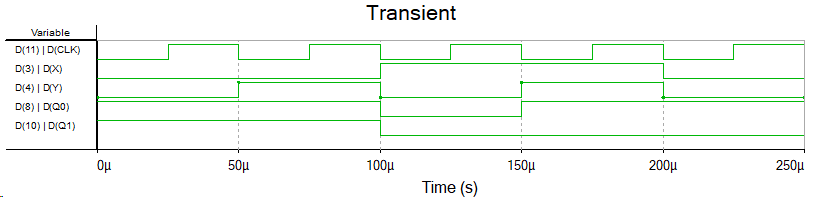 Transient
Variable
D(11) | D(CLK)
D(3) | D(X)
D(4) | D(Y)
D(8) | D(Q0)
D(10) | D(Q1)
0µ 50µ 100µ 150µ 200µ 250µ
Time (s)